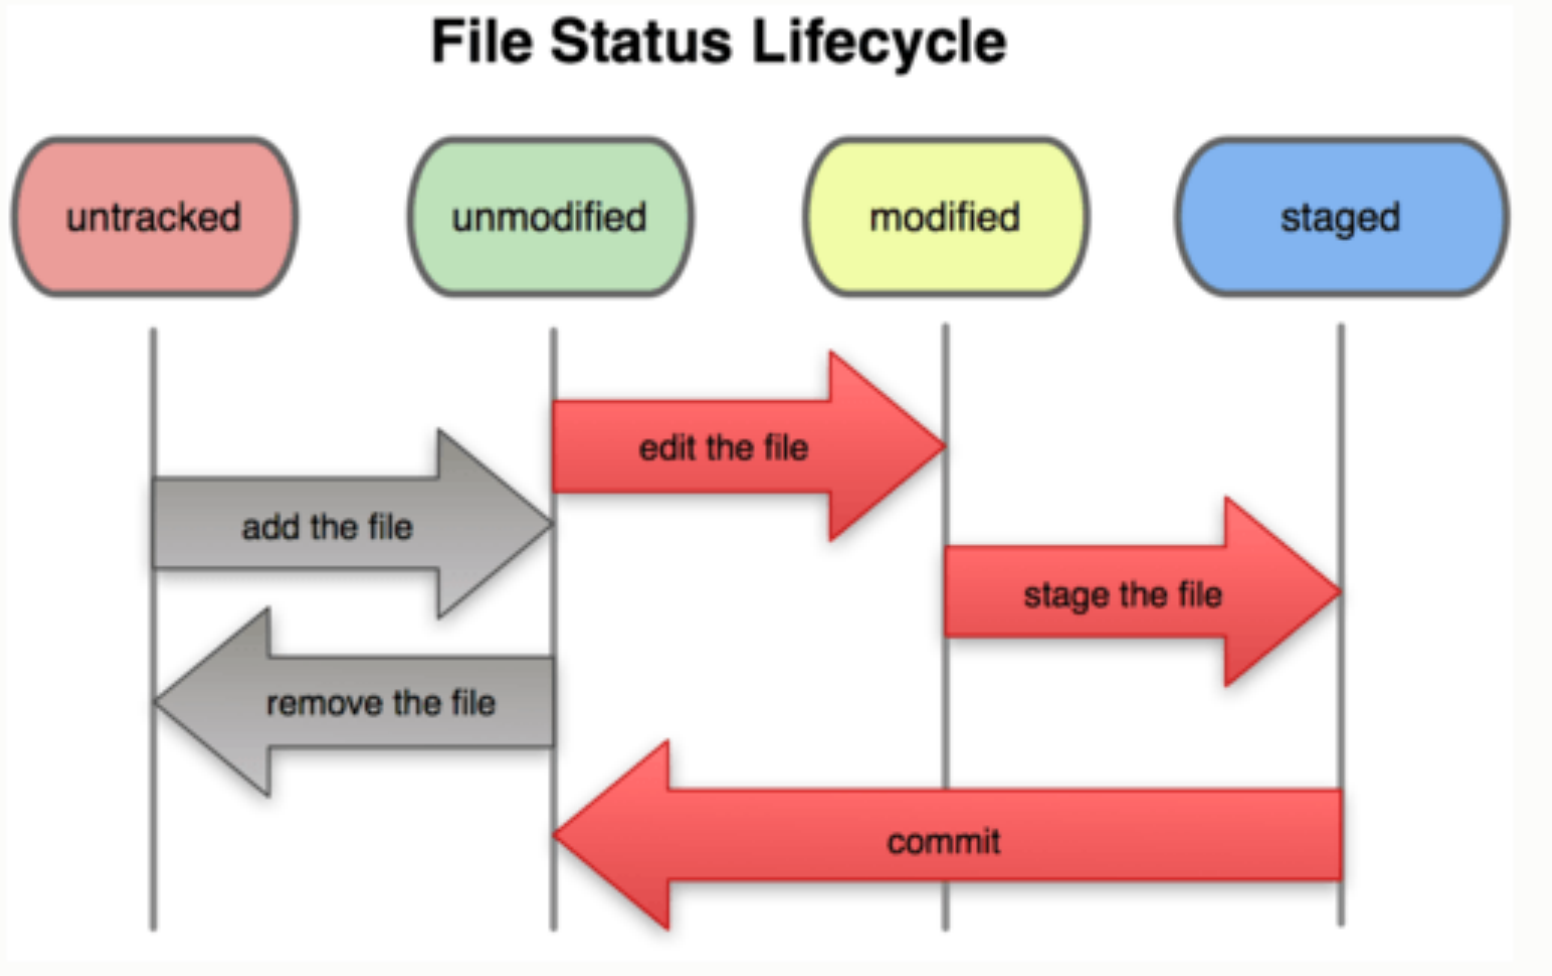 File Status Lifecycle
untracked
unmodified
modified
staged
edit the file
add the file
stage the file
remove the file
commit